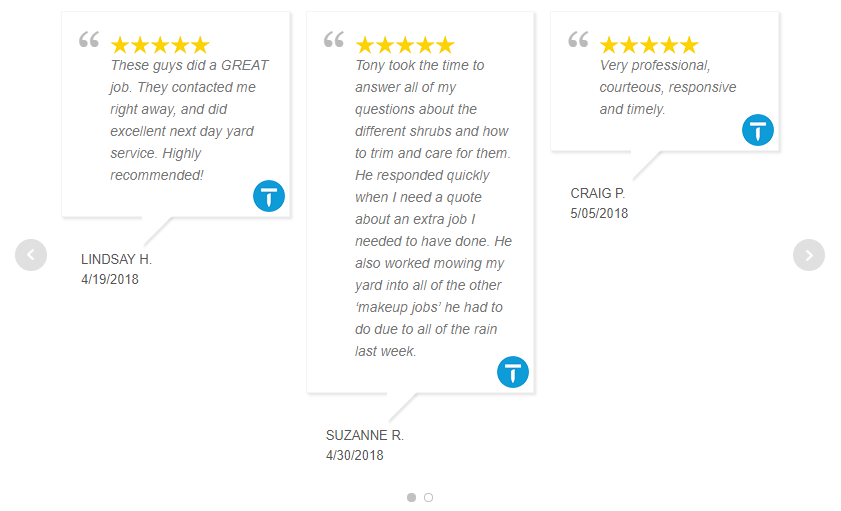 These guys did a GREAT
job. They contacted me
right away, and did
excellent next day yard
service. Highly
recommended!
LINDSAY H.
4/19/2018
Tony took the time to
answer all of my
questions about the
different shrubs and how
to trim and care for them.
He responded quickly
when I need a quote
about an extra job I
needed to have done. He
also worked mowing my
yard into all of the other
‘makeup jobs’ he had to
do due to all of the rain
last week.
SUZANNE R.
4/30/2018
Very professional,
courteous, responsive
and timely.
CRAIG P.
5/05/2018